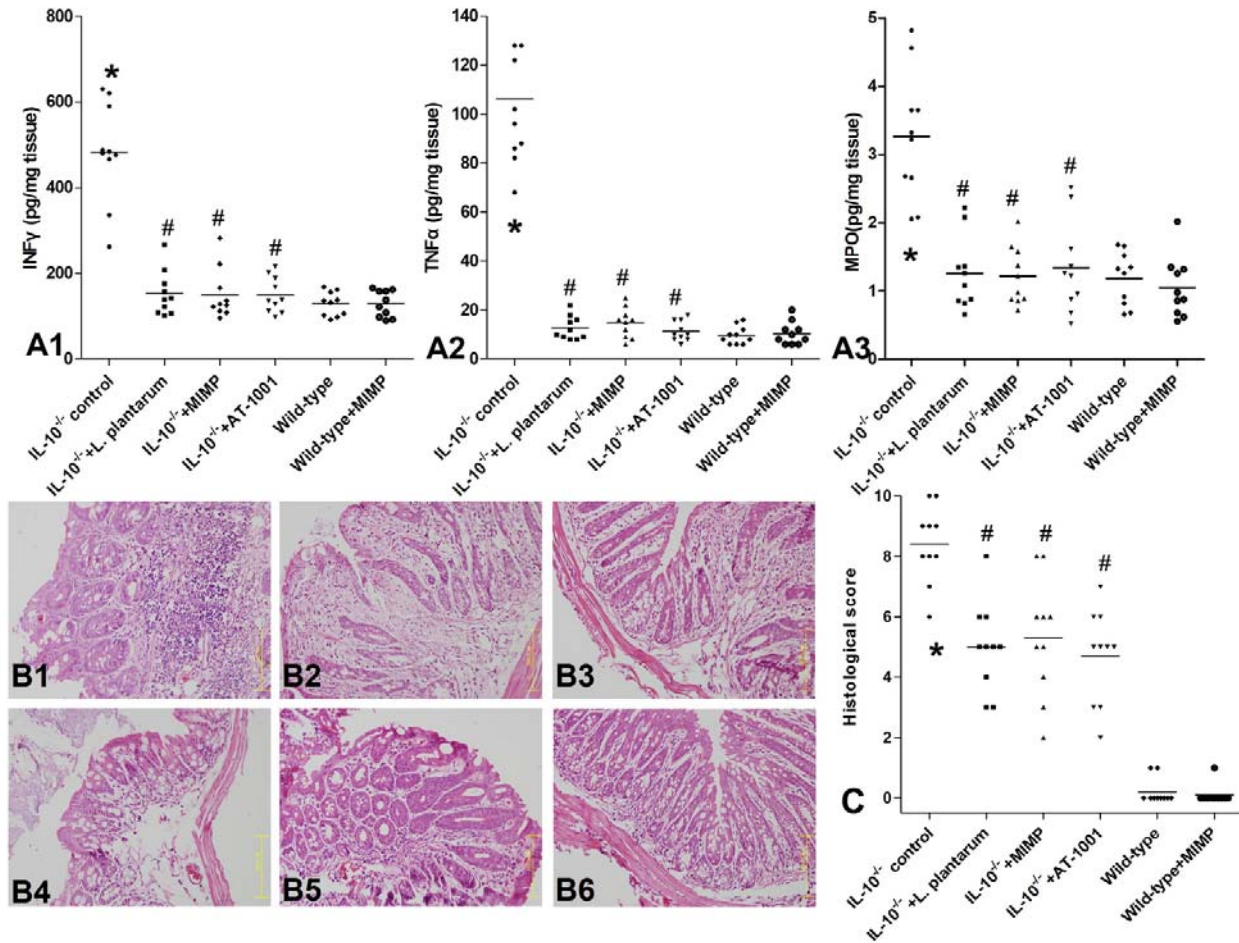 800
600
400
200
0
INFγ (pg/mg tissue)
*
#
#
#
A1
IL-10-/- control
IL-10-/-+L. plantarum
IL-10-/-+MIMP
IL-10-/-+AT-1001
Wild-type
Wild-type+MIMP
140
120
100
80
60
40
20
0
TNFα (pg/mg tissue)
*
#
#
#
A2
IL-10-/- control
IL-10-/-+L. plantarum
IL-10-/-+MIMP
IL-10-/-+AT-1001
Wild-type
Wild-type+MIMP
5
4
3
2
1
0
MPO(pg/mg tissue)
*
#
#
#
A3
IL-10-/- control
IL-10-/-+L. plantarum
IL-10-/-+MIMP
IL-10-/-+AT-1001
Wild-type
Wild-type+MIMP
B1
B2
B3
B4
B5
B6
10
8
6
4
2
0
Histological score
*
#
#
#
C
IL-10-/- control
IL-10-/-+L. plantarum
IL-10-/-+MIMP
IL-10-/-+AT-1001
Wild-type
Wild-type+MIMP